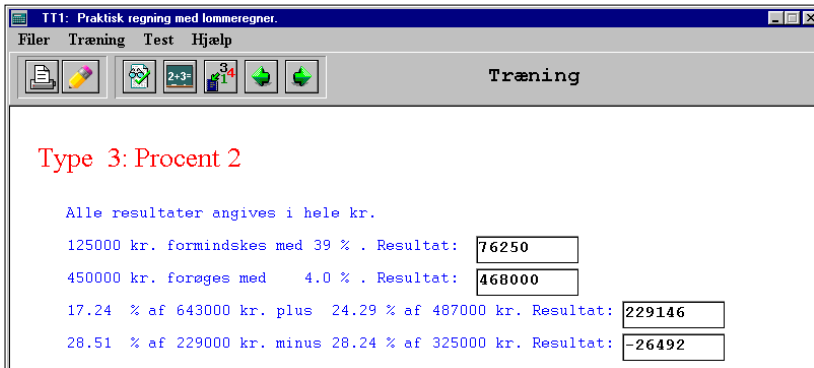 TT1: Praktisk regning med lommeregner.
Filer Træning Test Hjælp
2+3= 3 1 4 Træning
Type 3: Procent 2
Alle resultater angives i hele kr.
125000 kr. formindskes med 39 % . Resultat: 76250
450000 kr. forøges med 4.0 % . Resultat: 468000
17.24 % af 643000 kr. plus 24.29 % af 487000 kr. Resultat: 229146
28.51 % af 229000 kr. minus 28.24 % af 325000 kr. Resultat: -26492